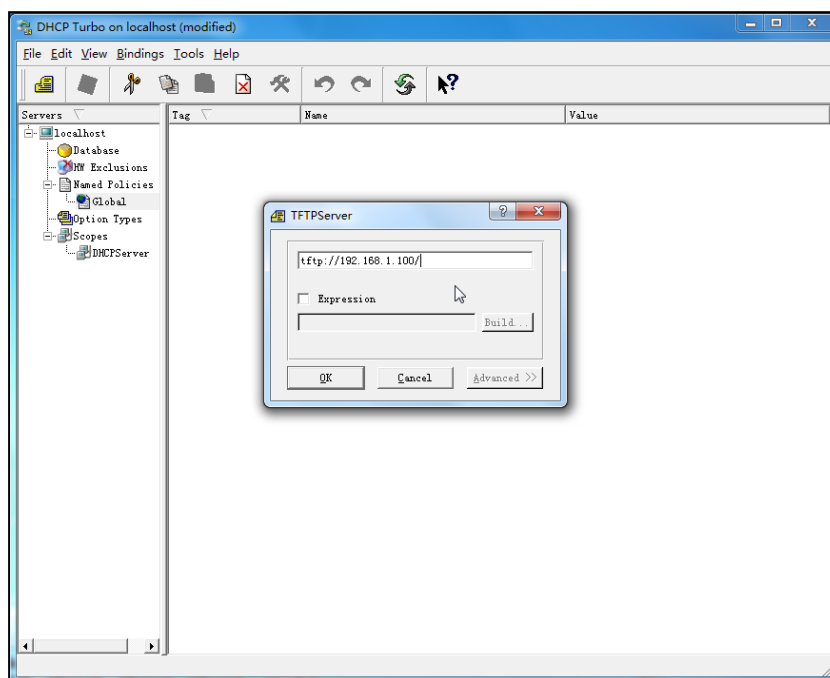 DHCP Turbo on localhost (modified)
File Edit View Bindings Tools Help
Servers Tag Name Value
localhost
Database
HW Exclusions
Named Policies
Global
Option Types
Scopes
DHCPServer
TFTPServer
tftp://192.168.1.100/
Expression
Build...
OK Cancel Advanced >>